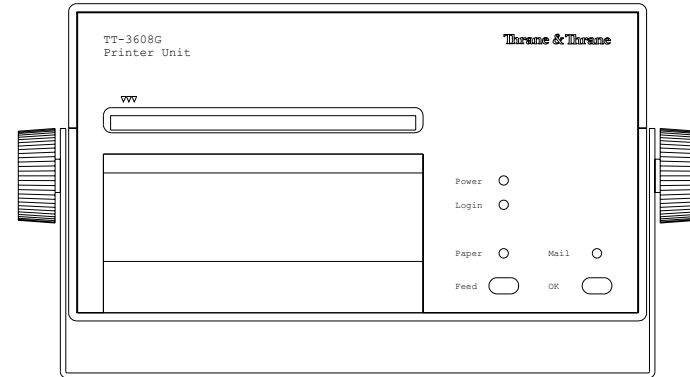 TT-3608G
Printer Unit
Thrane & Thrane
Power
Login
Paper
Mail
Feed
OK